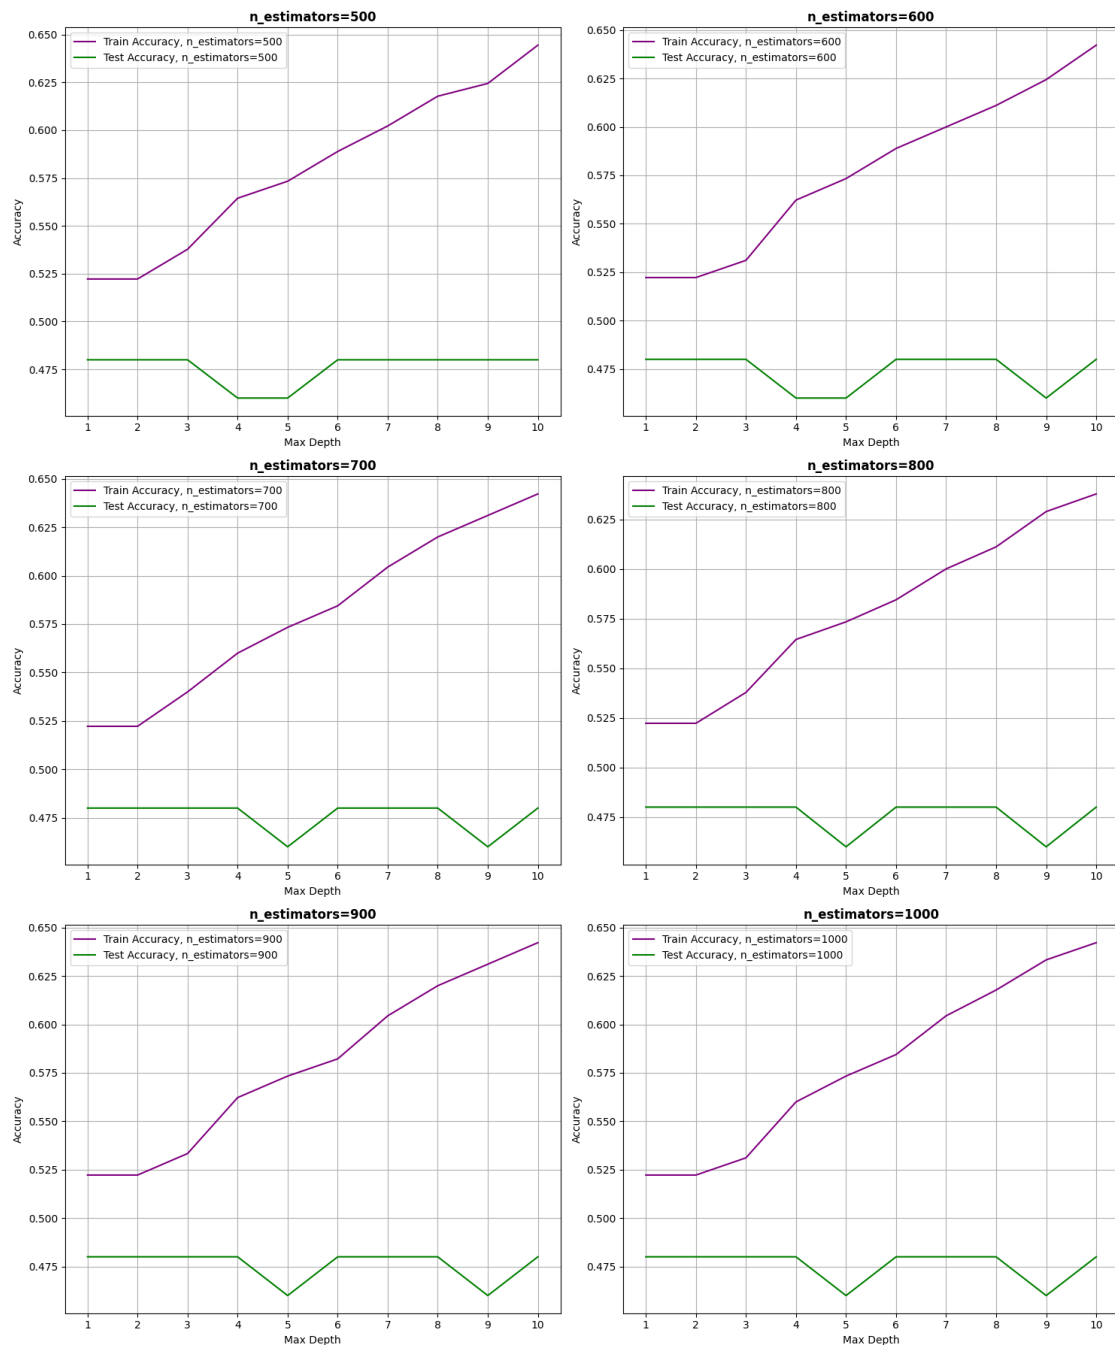 n_estimators=500
Train Accuracy, n_estimators=500
Test Accuracy, n_estimators=500
0.650
0.625
0.600
0.575
0.550
0.525
0.500
0.475
Accuracy
1 2 3 4 5 6 7 8 9 10
Max Depth
n_estimators=600
Train Accuracy, n_estimators=600
Test Accuracy, n_estimators=600
0.650
0.625
0.600
0.575
0.550
0.525
0.500
0.475
Accuracy
1 2 3 4 5 6 7 8 9 10
Max Depth
n_estimators=700
Train Accuracy, n_estimators=700
Test Accuracy, n_estimators=700
0.650
0.625
0.600
0.575
0.550
0.525
0.500
0.475
Accuracy
1 2 3 4 5 6 7 8 9 10
Max Depth
n_estimators=800
Train Accuracy, n_estimators=800
Test Accuracy, n_estimators=800
0.625
0.600
0.575
0.550
0.525
0.500
0.475
Accuracy
1 2 3 4 5 6 7 8 9 10
Max Depth
n_estimators=900
Train Accuracy, n_estimators=900
Test Accuracy, n_estimators=900
0.650
0.625
0.600
0.575
0.550
0.525
0.500
0.475
Accuracy
1 2 3 4 5 6 7 8 9 10
Max Depth
n_estimators=1000
Train Accuracy, n_estimators=1000
Test Accuracy, n_estimators=1000
0.650
0.625
0.600
0.575
0.550
0.525
0.500
0.475
Accuracy
1 2 3 4 5 6 7 8 9 10
Max Depth